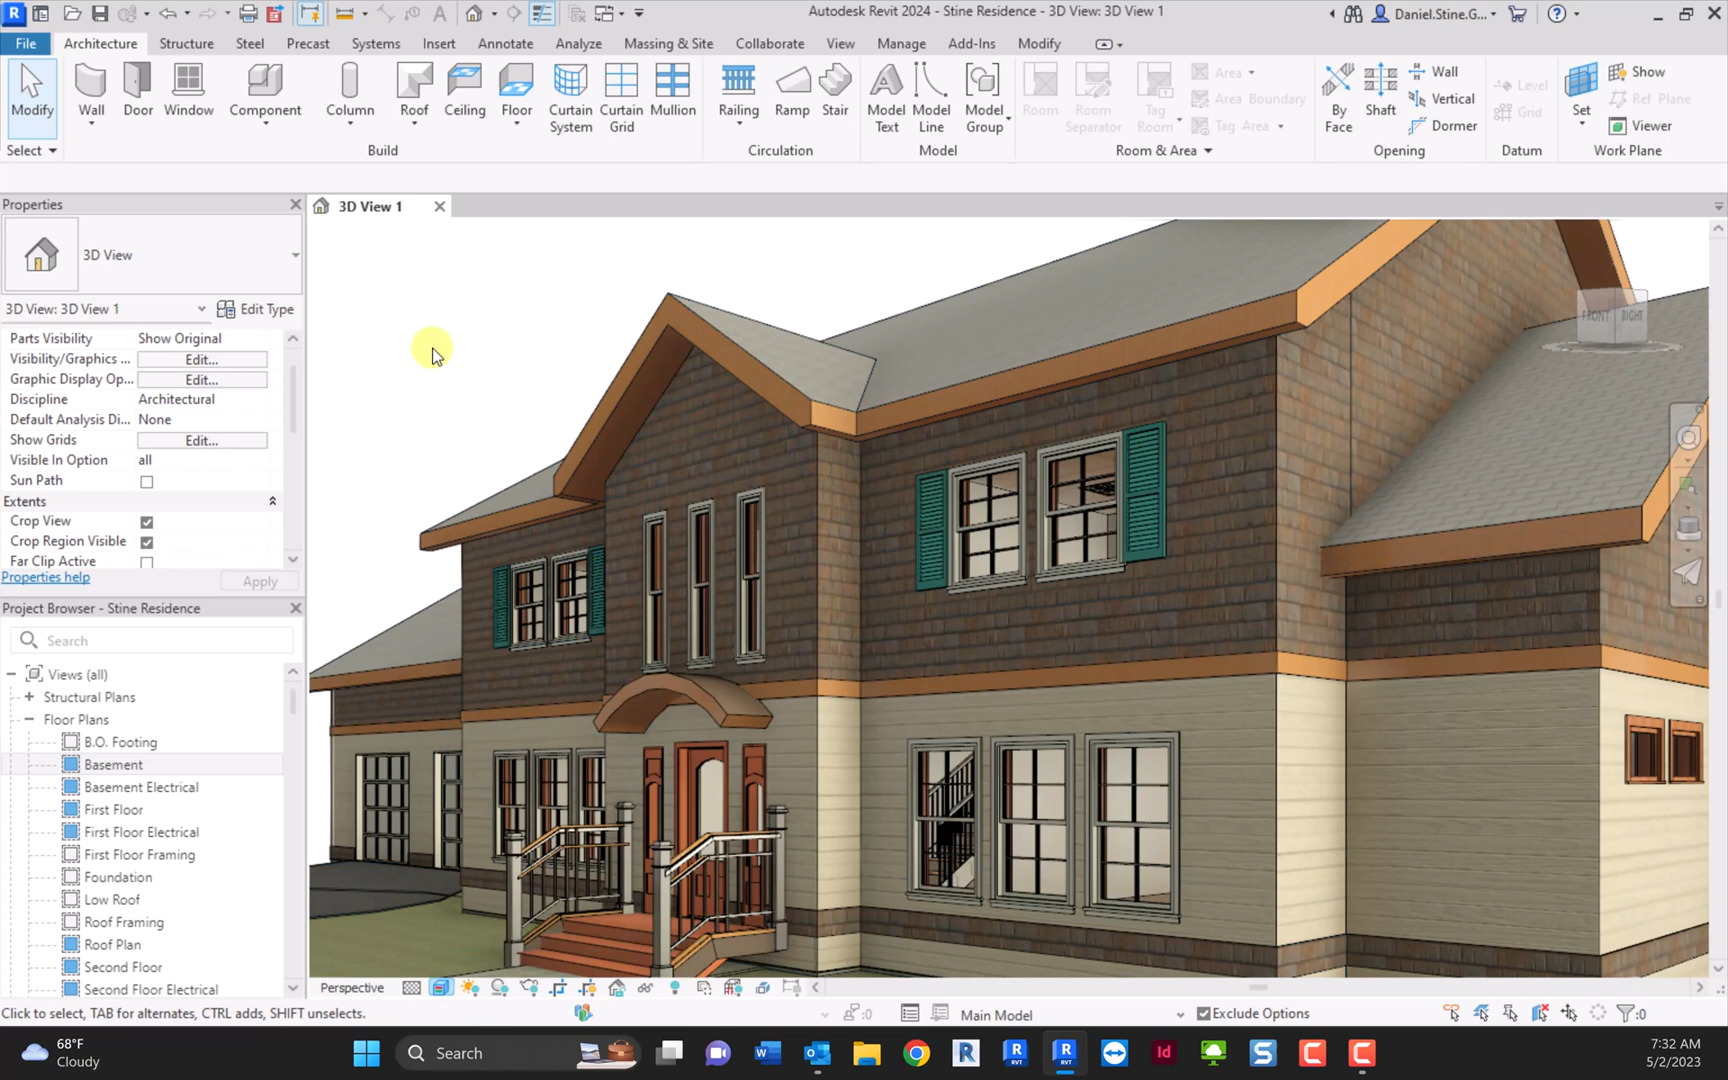 Autodesk Revit 2024 - Stine Residence - 3D View: 3D View 1
Daniel.Stine.G...
File Architecture Structure Steel Precast Systems Insert Annotate Analyze Massing & Site Collaborate View Manage Add-Ins Modify
Modify Wall Door Window Component Column Roof Ceiling Floor Curtain System Curtain Grid Mullion Railing Ramp Stair Model Text Model Line Model Group Room Room Separator Tag Room
Area
Area Boundary
Tag Area
By Face Shaft Wall
Vertical
Dormer
Level
Grid
Set Show
Ref Plane
Viewer
Select Build Circulation Model Room & Area Opening Datum Work Plane
Properties
3D View 1
3D View
3D View: 3D View 1 Edit Type
Parts Visibility Show Original
Visibility/Graphics ... Edit...
Graphic Display Op... Edit...
Discipline Architectural
Default Analysis Di... None
Show Grids Edit...
Visible In Option all
Sun Path
Extents
Crop View
Crop Region Visible
Far Clip Active
Properties help Apply
FRONT RIGHT
Project Browser - Stine Residence
Search
Views (all)
Structural Plans
Floor Plans
B.O. Footing
Basement
Basement Electrical
First Floor
First Floor Electrical
First Floor Framing
Foundation
Low Roof
Roof Framing
Roof Plan
Second Floor
Second Floor Electrical
Perspective
Click to select, TAB for alternates, CTRL adds, SHIFT unselects.
:0
Main Model
Exclude Options
:0
68°F
Cloudy
Search
7:32 AM
5/2/2023